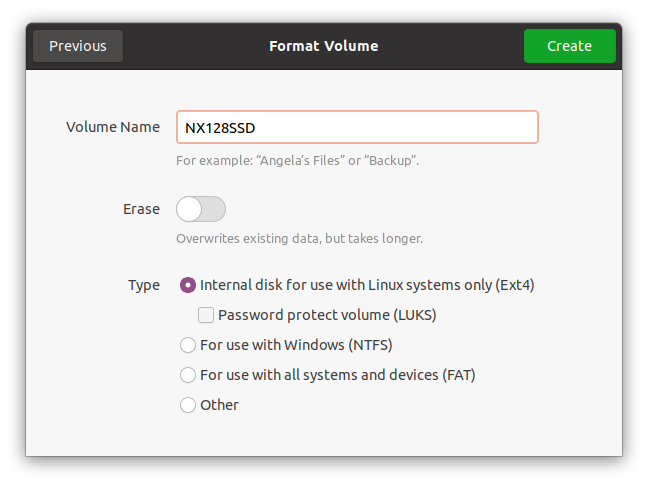 Previous
Format Volume
Create
Volume Name
NX128SSD
For example: “Angela’s Files” or “Backup”.
Erase
Overwrites existing data, but takes longer.
Type
Internal disk for use with Linux systems only (Ext4)
Password protect volume (LUKS)
For use with Windows (NTFS)
For use with all systems and devices (FAT)
Other